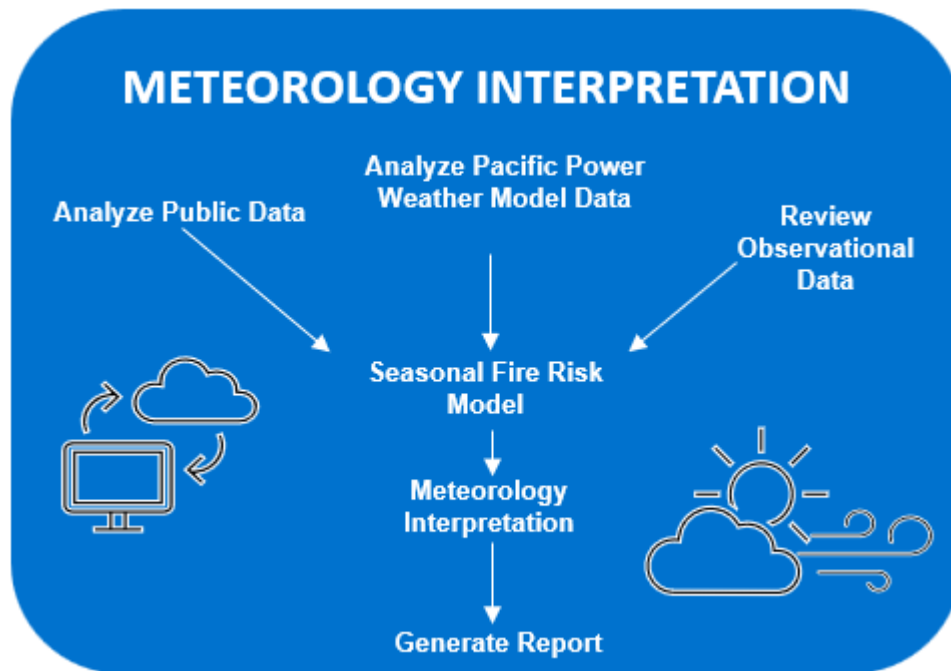 METEOROLOGY INTERPRETATION
Analyze Public Data
Analyze Pacific Power
Weather Model Data
Review
Observational
Data
Seasonal Fire Risk
Model
Meteorology
Interpretation
Generate Report